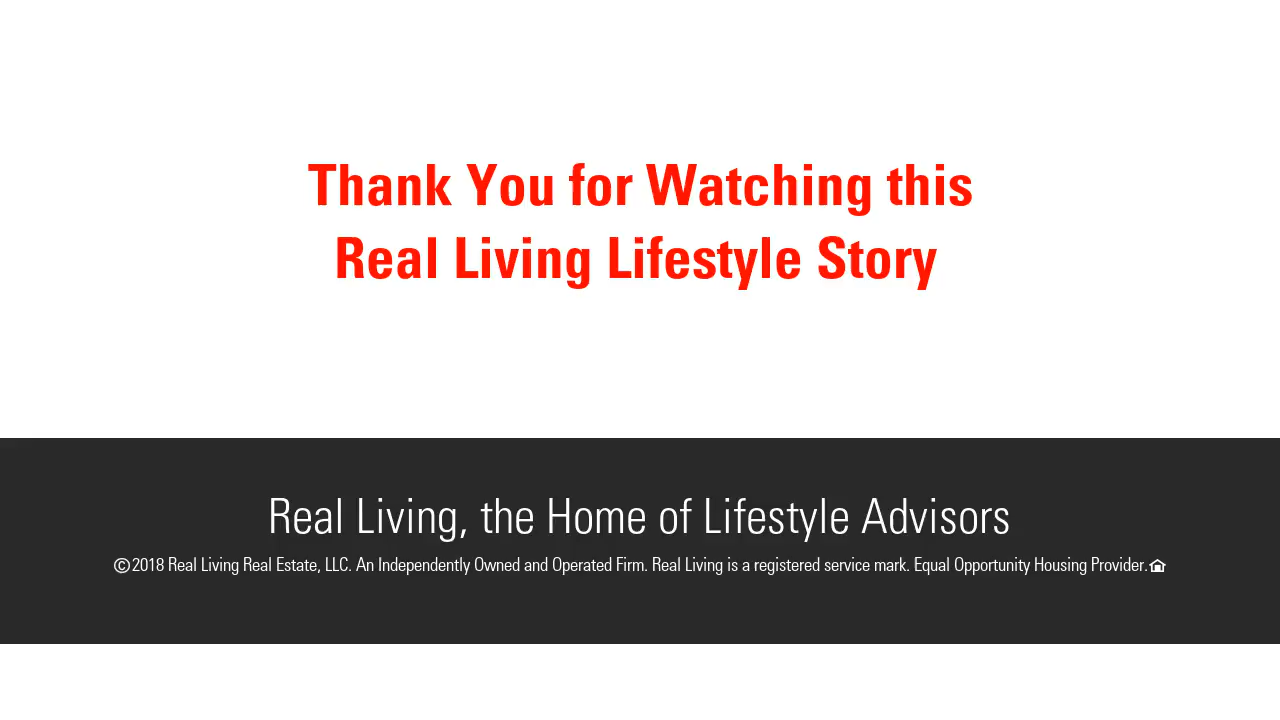 Thank You for Watching this
Real Living Lifestyle Story
Real Living, the Home of Lifestyle Advisors
©2018 Real Living Real Estate, LLC. An Independently Owned and Operated Firm. Real Living is a registered service mark. Equal Opportunity Housing Provider.